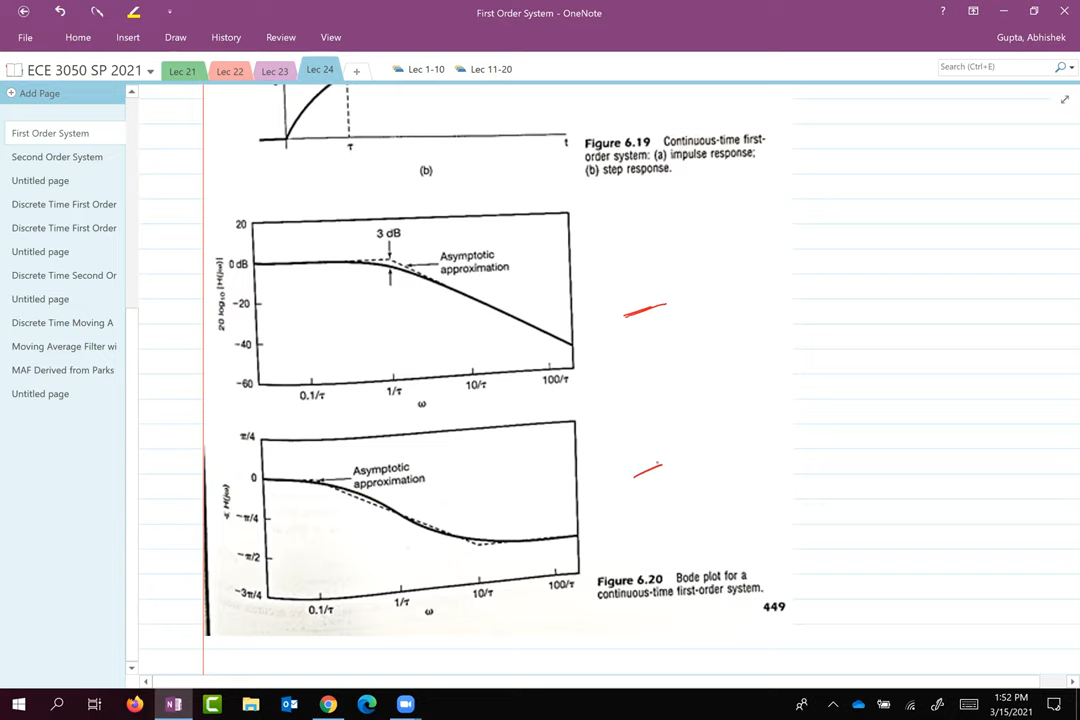 First Order System - OneNote
?
File
Home
Insert
Draw
History
Review
View
Gupta, Abhishek
ECE 3050 SP 2021
Lec 21
Lec 22
Lec 23
Lec 24
+
Lec 1-10
Lec 11-20
Search (Ctrl+E)
Add Page
First Order System
Second Order System
Untitled page
Discrete Time First Order
Discrete Time First Order
Untitled page
Discrete Time Second Or
Untitled page
Discrete Time Moving A
Moving Average Filter wi
MAF Derived from Parks
Untitled page
τ
t
(b)
Figure 6.19 Continuous-time first-
order system: (a) impulse response;
(b) step response.
20
0 dB
-20
-40
-60
20 log₁₀ |H(jω)|
3 dB
Asymptotic
approximation
0.1/τ
1/τ
10/τ
100/τ
ω
π/4
0
-π/4
-π/2
-3π/4
∢ H(jω)
Asymptotic
approximation
0.1/τ
1/τ
10/τ
100/τ
ω
Figure 6.20 Bode plot for a
continuous-time first-order system.
449
1:52 PM
3/15/2021